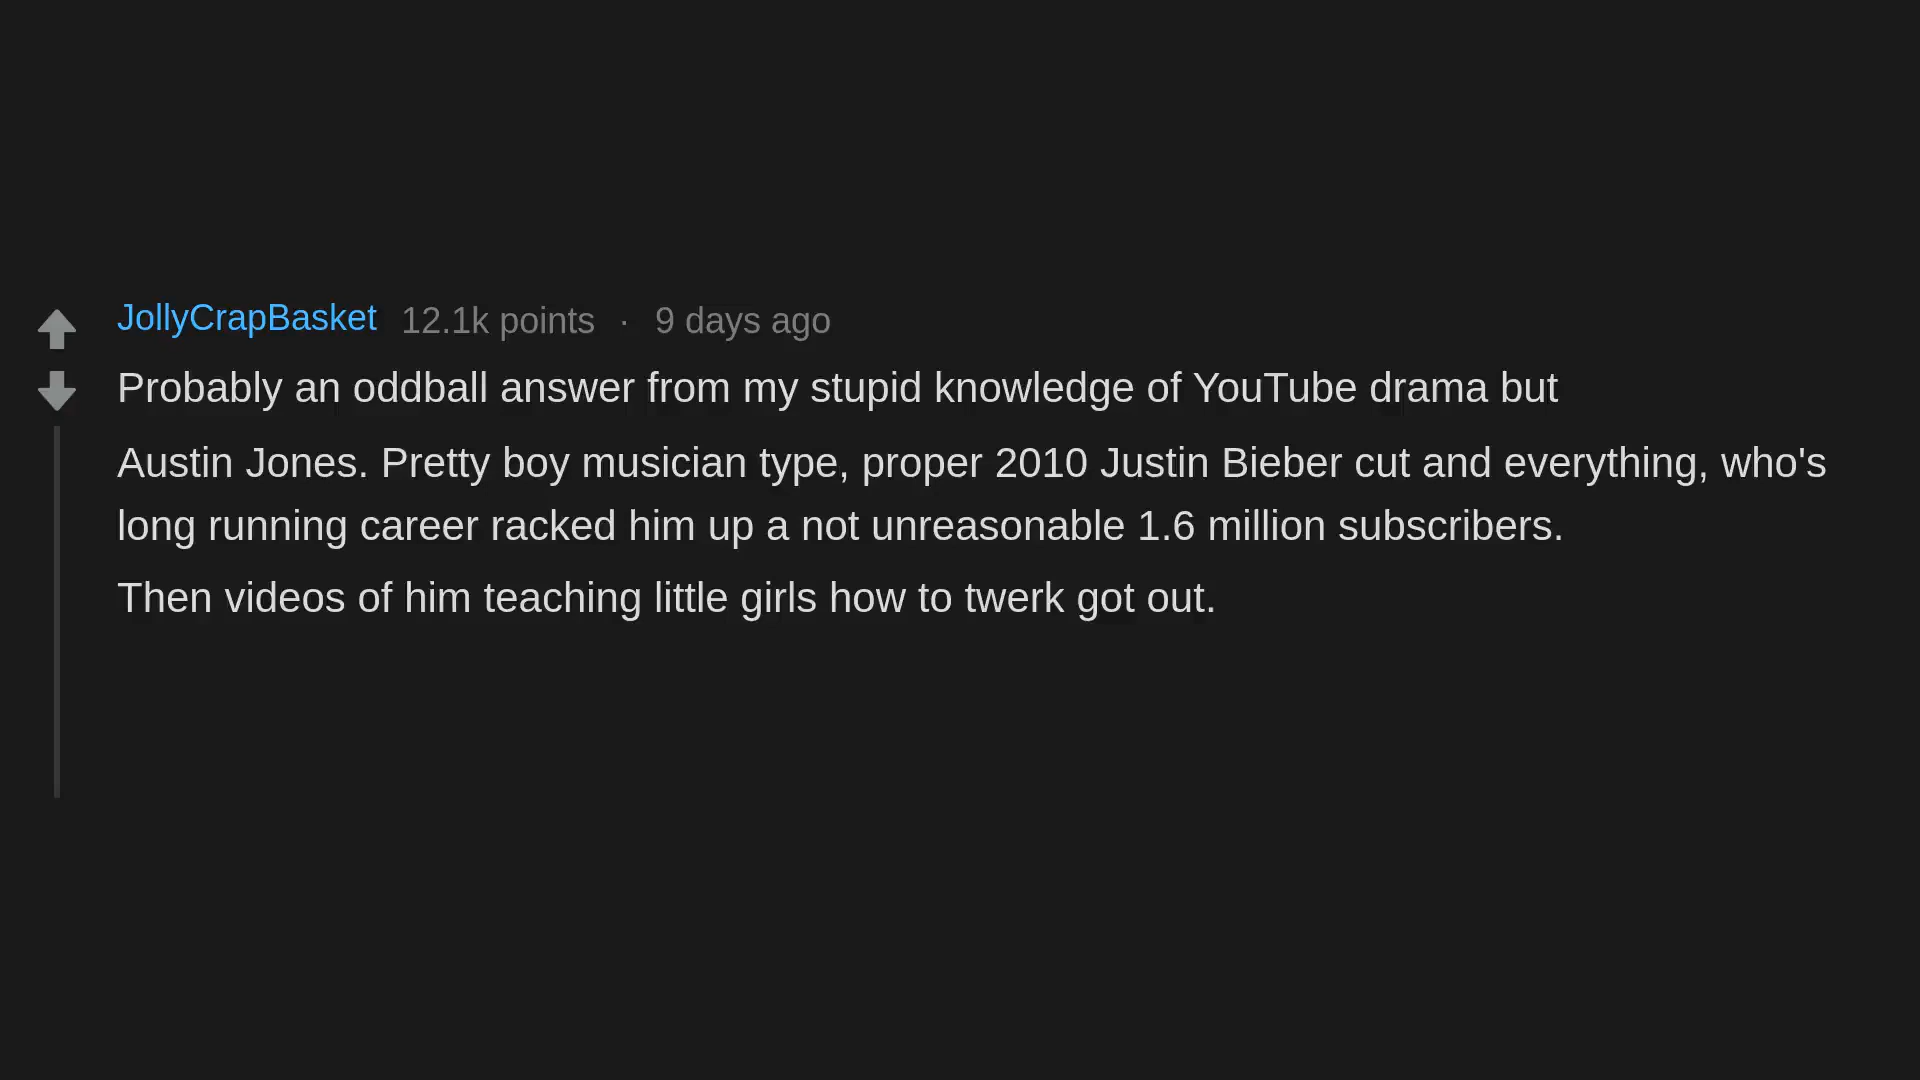 JollyCrapBasket 12.1k points · 9 days ago
Probably an oddball answer from my stupid knowledge of YouTube drama but
Austin Jones. Pretty boy musician type, proper 2010 Justin Bieber cut and everything, who's
long running career racked him up a not unreasonable 1.6 million subscribers.
Then videos of him teaching little girls how to twerk got out.